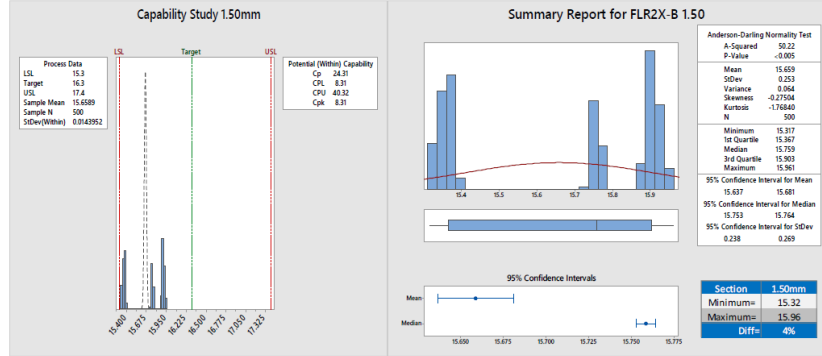 Capability Study 1.50mm
LSL Target USL
Process Data
LSL 15.3
Target 16.3
USL 17.4
Sample Mean 15.6589
Sample N 500
StDev(Within) 0.0143952
Potential (Within) Capability
Cp 24.31
CPL 8.31
CPU 40.32
Cpk 8.31
15.400 15.675 15.950 16.225 16.500 16.775 17.050 17.325
Summary Report for FLR2X-B 1.50
15.4 15.5 15.6 15.7 15.8 15.9
Anderson-Darling Normality Test
A-Squared 50.22
P-Value <0.005
Mean 15.659
StDev 0.253
Variance 0.064
Skewness -0.27504
Kurtosis -1.76840
N 500
Minimum 15.317
1st Quartile 15.367
Median 15.759
3rd Quartile 15.903
Maximum 15.961
95% Confidence Interval for Mean
15.637 15.681
95% Confidence Interval for Median
15.753 15.764
95% Confidence Interval for StDev
0.238 0.269
95% Confidence Intervals
Mean
Median
15.650 15.675 15.700 15.725 15.750 15.775
Section 1.50mm
Minimum= 15.32
Maximum= 15.96
Diff= 4%